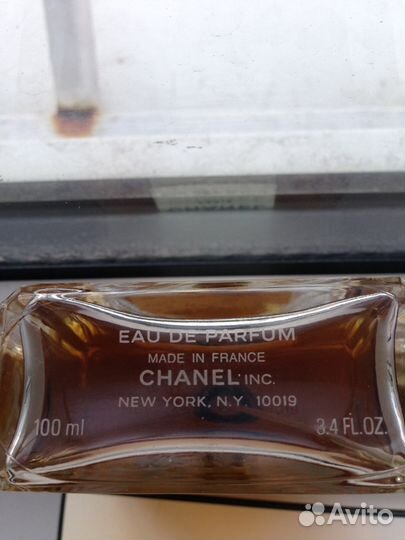 EAU DE PARFUM
MADE IN FRANCE
CHANEL INC.
NEW YORK, N.Y. 10019
100 ml 3.4 FL.OZ.
Avito